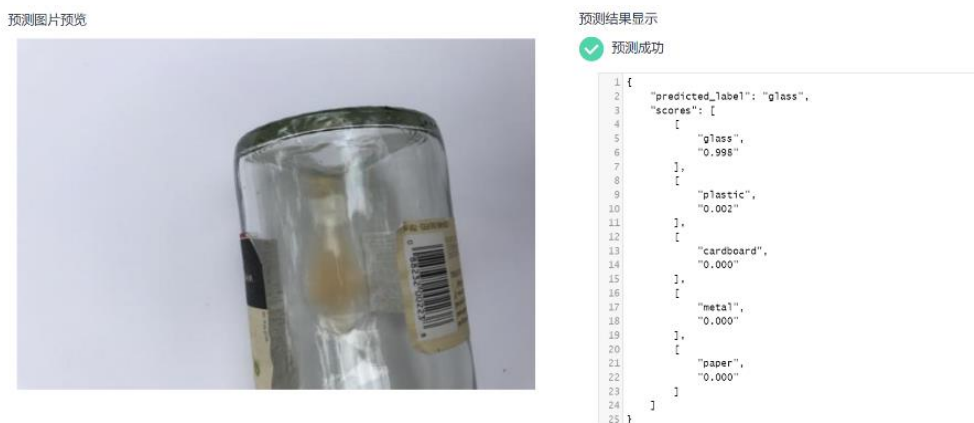 预测图片预览
预测结果显示
预测成功
1 {
2 "predicted_label": "glass",
3 "scores": [
4 [
5 "glass",
6 "0.998"
7 ],
8 [
9 "plastic",
10 "0.002"
11 ],
12 [
13 "cardboard",
14 "0.000"
15 ],
16 [
17 "metal",
18 "0.000"
19 ],
20 [
21 "paper",
22 "0.000"
23 ]
24 ]
25 }